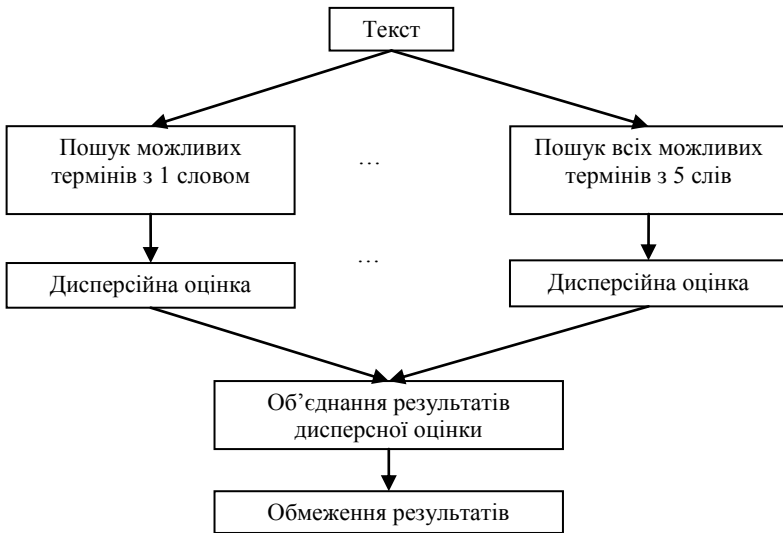 Текст
Пошук можливих
термінів з 1 словом
…
Пошук всіх можливих
термінів з 5 слів
Дисперсійна оцінка
…
Дисперсійна оцінка
Об’єднання результатів
дисперсної оцінки
Обмеження результатів